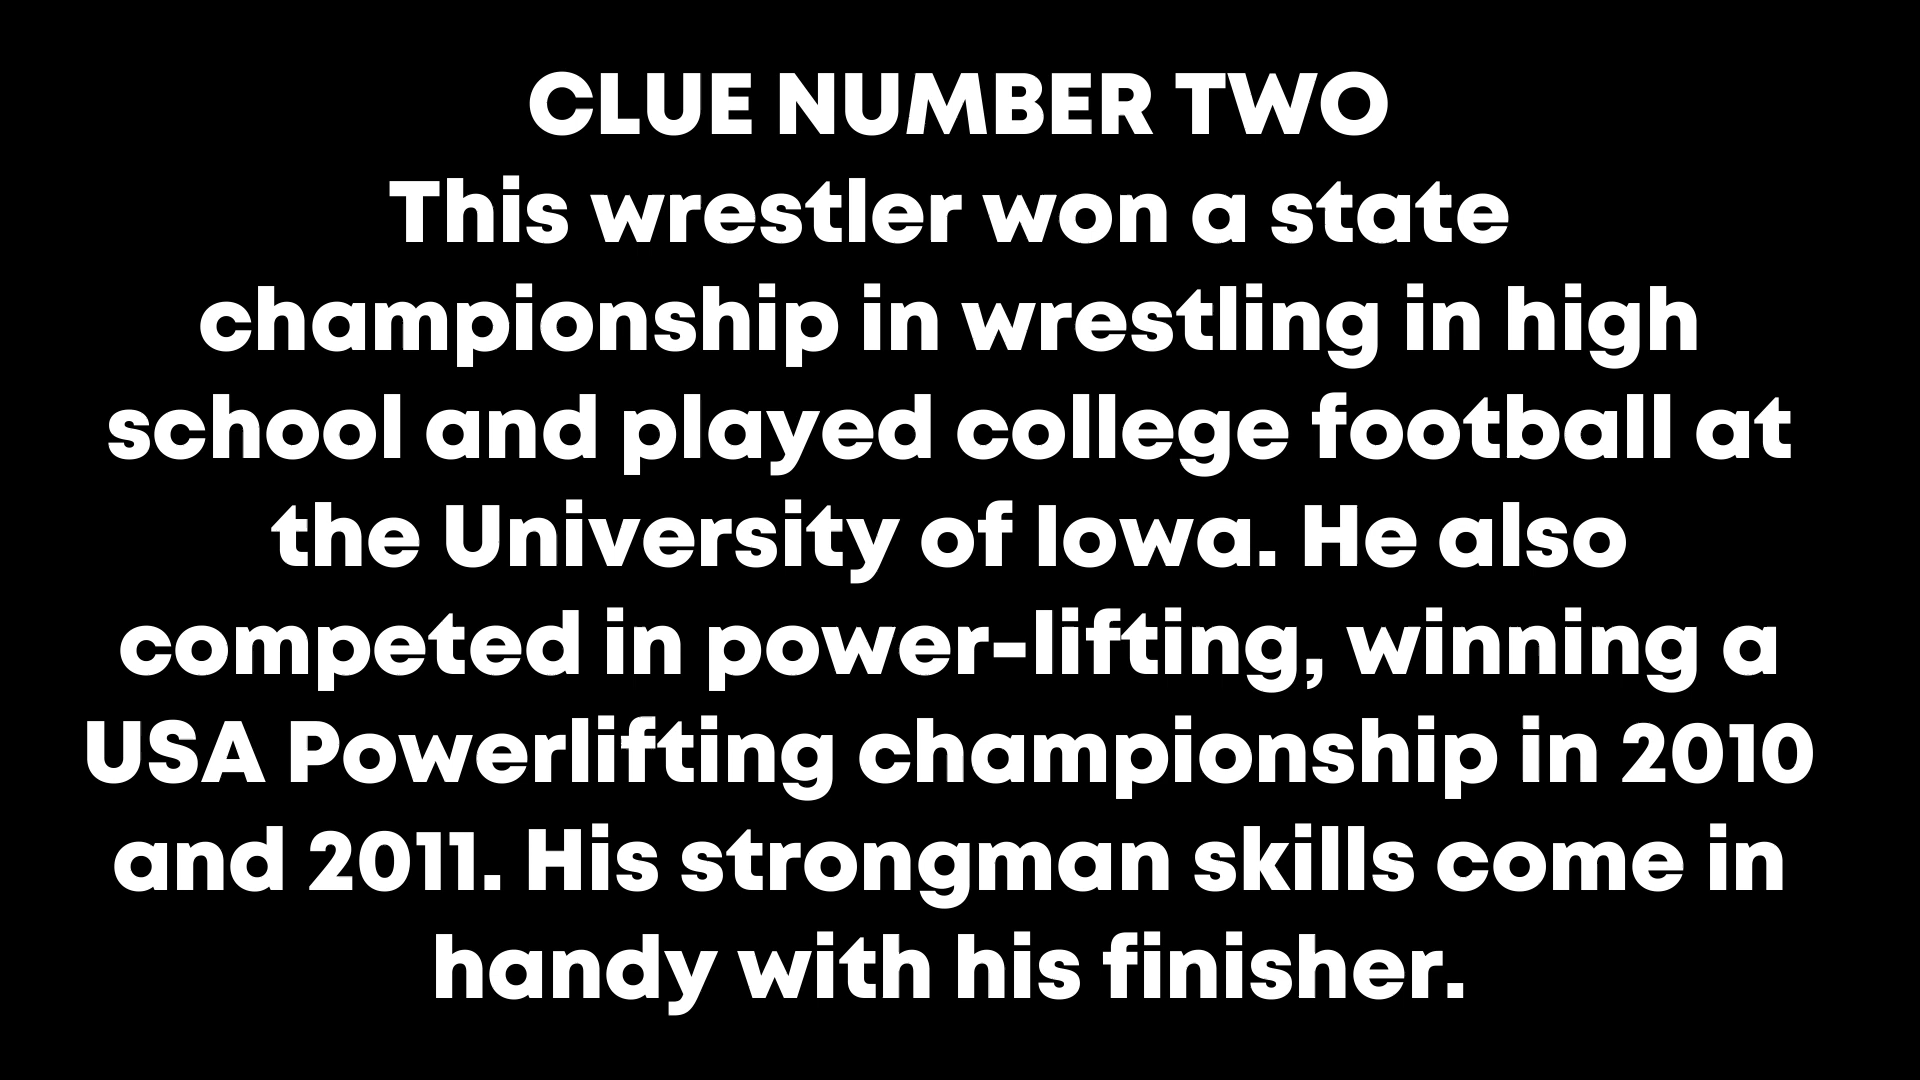 CLUE NUMBER TWO
This wrestler won a state
championship in wrestling in high
school and played college football at
the University of Iowa. He also
competed in power-lifting, winning a
USA Powerlifting championship in 2010
and 2011. His strongman skills come in
handy with his finisher.